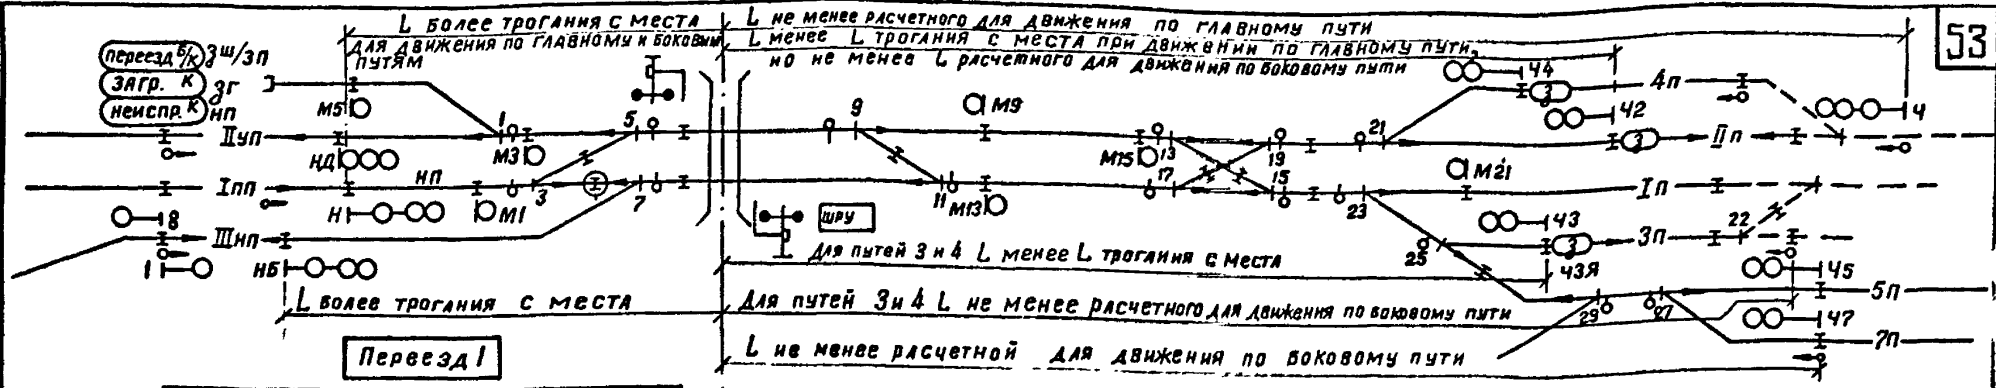 L более трогания с места
для движения по главному и боковым
путям
L не менее расчетного для движения по главному пути
L менее L трогания с места при движении по главному пути,
но не менее L расчетного для движения по боковому пути
53
переезд б/к
зш/зп
загр. к
зг
неиспр. к
нп
М5
IIуп
НД
М3
1
5
9
М9
М15
13
19
21
Ч4
З
4п
Ч2
З
IIп
Ч
Iпп
нп
Н
М1
3
7
11
М13
17
15
23
М21
Iп
8
IIIнп
1
НБ
ШРУ
Для путей 3 и 4 L менее L трогания с места
25
Ч3
З
3п
22
Ч3Я
Ч5
5п
L более трогания с места
Для путей 3 и 4 L не менее расчетного для движения по боковому пути
29
27
Ч7
7п
Переезд 1
L не менее расчетной для движения по боковому пути